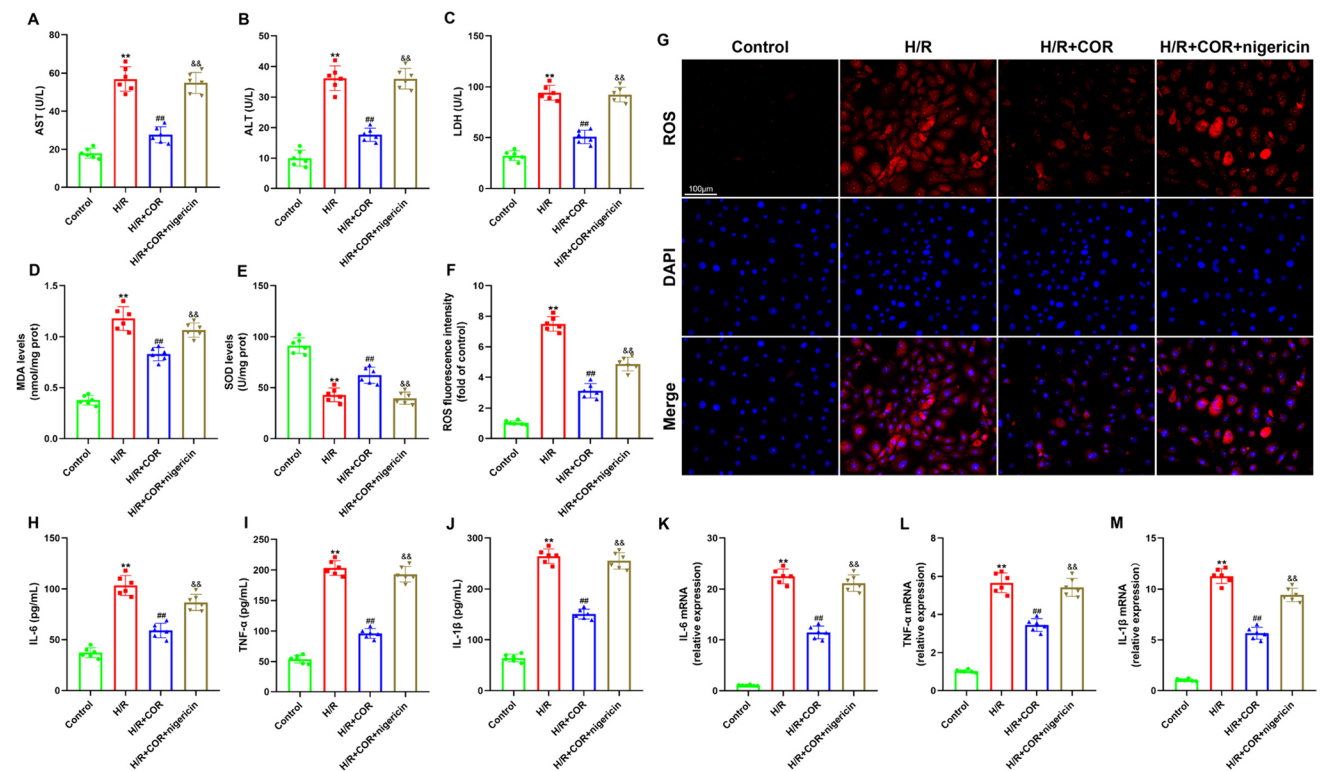 A
AST (U/L)
80
60
40
20
0
**
##
&&
Control
H/R
H/R+COR
H/R+COR+nigericin
B
ALT (U/L)
50
40
30
20
10
0
**
##
&&
Control
H/R
H/R+COR
H/R+COR+nigericin
C
LDH (U/L)
150
100
50
0
**
##
&&
Control
H/R
H/R+COR
H/R+COR+nigericin
D
MDA levels
(nmol/mg prot)
1.5
1.0
0.5
0.0
**
##
&&
Control
H/R
H/R+COR
H/R+COR+nigericin
E
SOD levels
(U/mg prot)
150
100
50
0
**
##
&&
Control
H/R
H/R+COR
H/R+COR+nigericin
F
ROS fluorescence intensity
(fold of control)
10
8
6
4
2
0
**
##
&&
Control
H/R
H/R+COR
H/R+COR+nigericin
G
Control
H/R
H/R+COR
H/R+COR+nigericin
ROS
100μm
DAPI
Merge
H
IL-6 (pg/mL)
150
100
50
0
**
##
&&
Control
H/R
H/R+COR
H/R+COR+nigericin
I
TNF-α (pg/mL)
250
200
150
100
50
0
**
##
&&
Control
H/R
H/R+COR
H/R+COR+nigericin
J
IL-1β (pg/mL)
300
200
100
0
**
##
&&
Control
H/R
H/R+COR
H/R+COR+nigericin
K
IL-6 mRNA
(relative expression)
30
20
10
0
**
##
&&
Control
H/R
H/R+COR
H/R+COR+nigericin
L
TNF-α mRNA
(relative expression)
8
6
4
2
0
**
##
&&
Control
H/R
H/R+COR
H/R+COR+nigericin
M
IL-1β mRNA
(relative expression)
15
10
5
0
**
##
&&
Control
H/R
H/R+COR
H/R+COR+nigericin